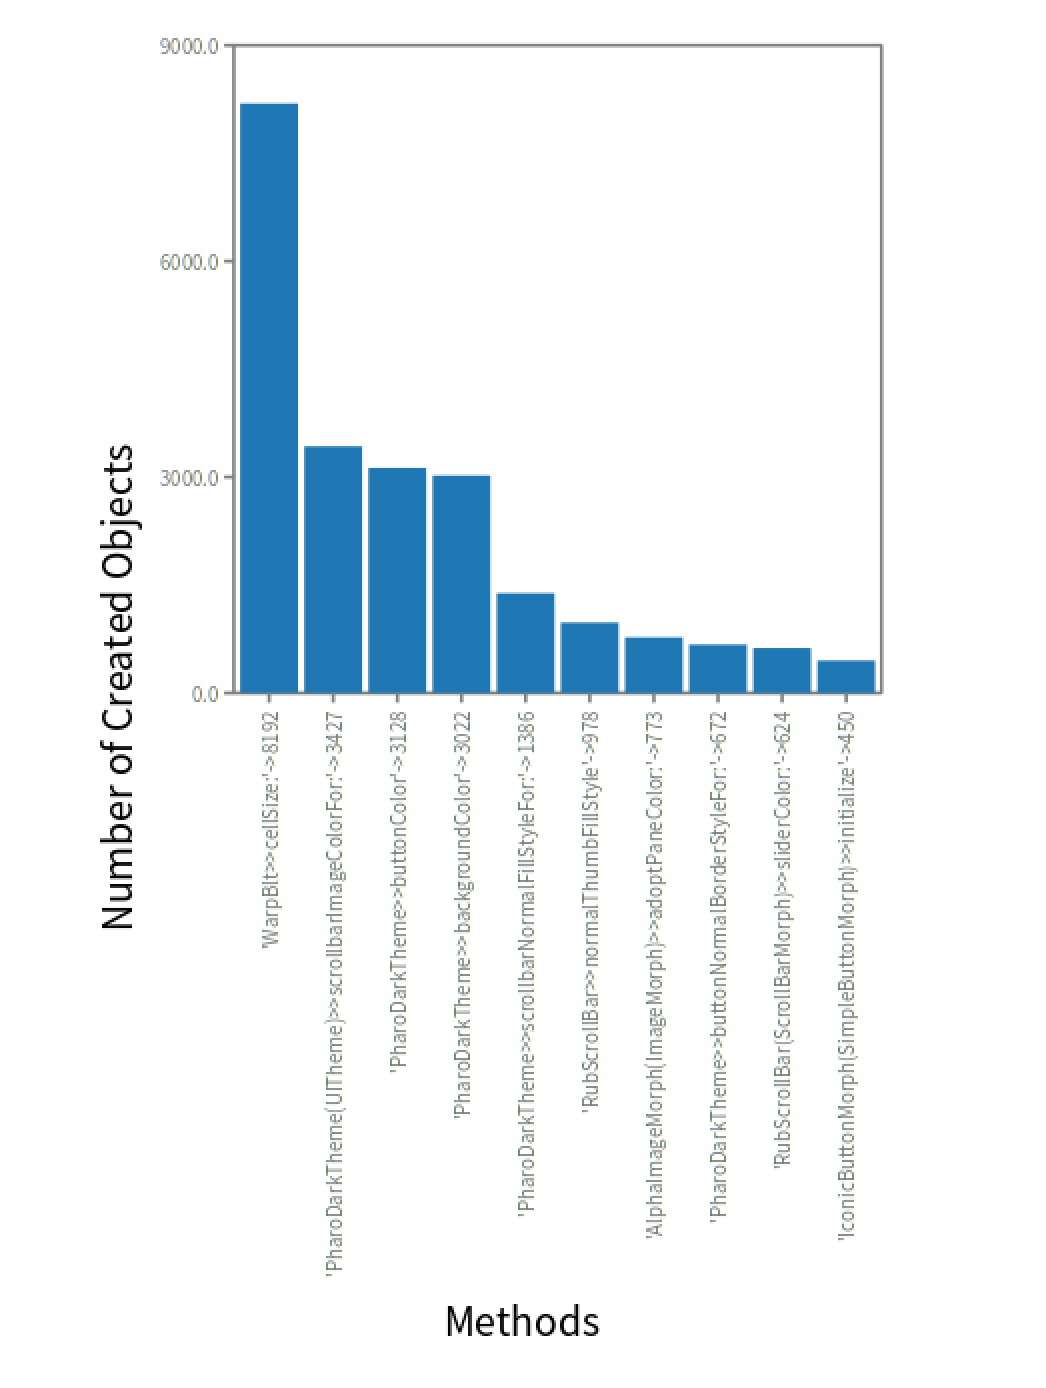 9000.0
6000.0
3000.0
0.0
Number of Created Objects
'WarpBlt>>cellSize:'->8192
'PharoDarkTheme(UITheme)>>scrollbarImageColorFor:'->3427
'PharoDarkTheme>>buttonColor'->3128
'PharoDarkTheme>>backgroundColor'->3022
'PharoDarkTheme>>scrollbarNormalFillStyleFor:'->1386
'RubScrollBar>>normalThumbFillStyle'->978
'AlphaImageMorph(ImageMorph)>>adoptPaneColor:'->773
'PharoDarkTheme>>buttonNormalBorderStyleFor:'->672
'RubScrollBar(ScrollBarMorph)>>sliderColor:'->624
'IconicButtonMorph(SimpleButtonMorph)>>initialize'->450
Methods